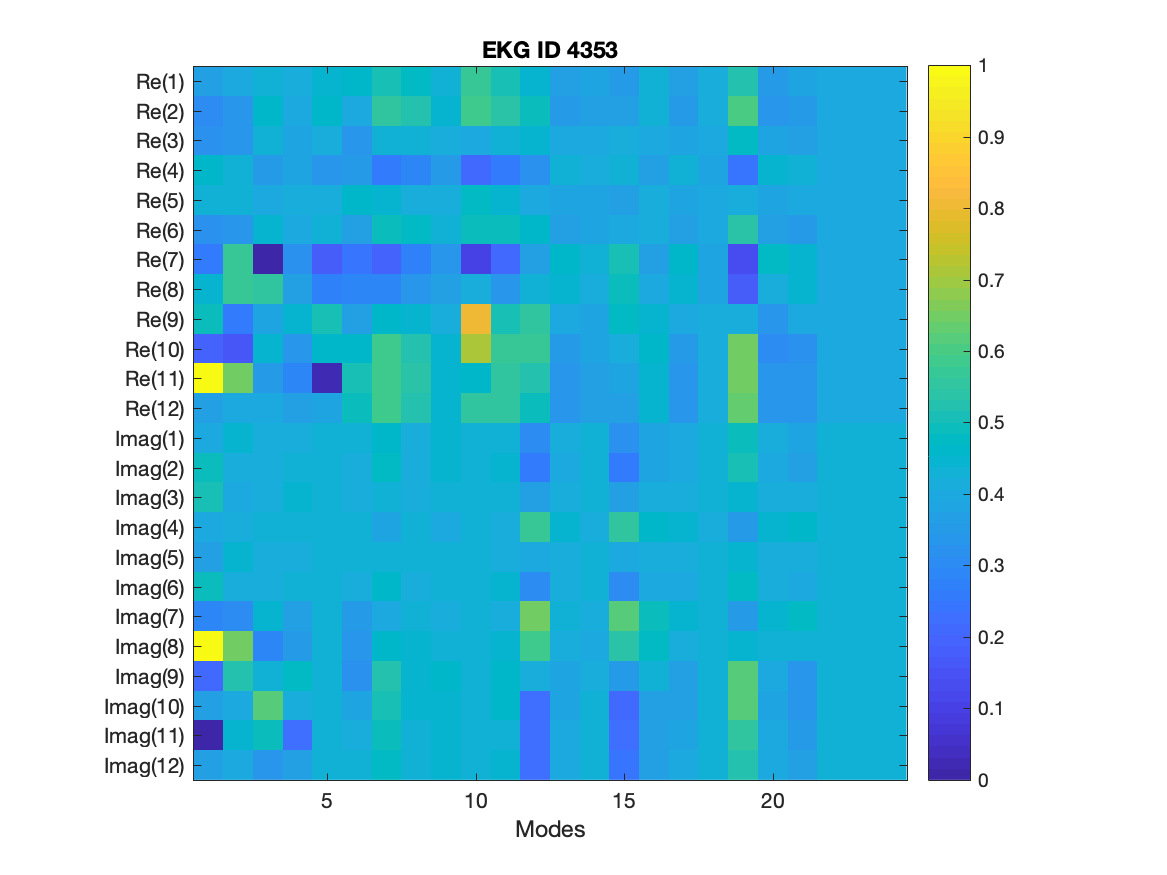 EKG ID 4353
Re(1)
Re(2)
Re(3)
Re(4)
Re(5)
Re(6)
Re(7)
Re(8)
Re(9)
Re(10)
Re(11)
Re(12)
Imag(1)
Imag(2)
Imag(3)
Imag(4)
Imag(5)
Imag(6)
Imag(7)
Imag(8)
Imag(9)
Imag(10)
Imag(11)
Imag(12)
5 10 15 20
Modes
1
0.9
0.8
0.7
0.6
0.5
0.4
0.3
0.2
0.1
0